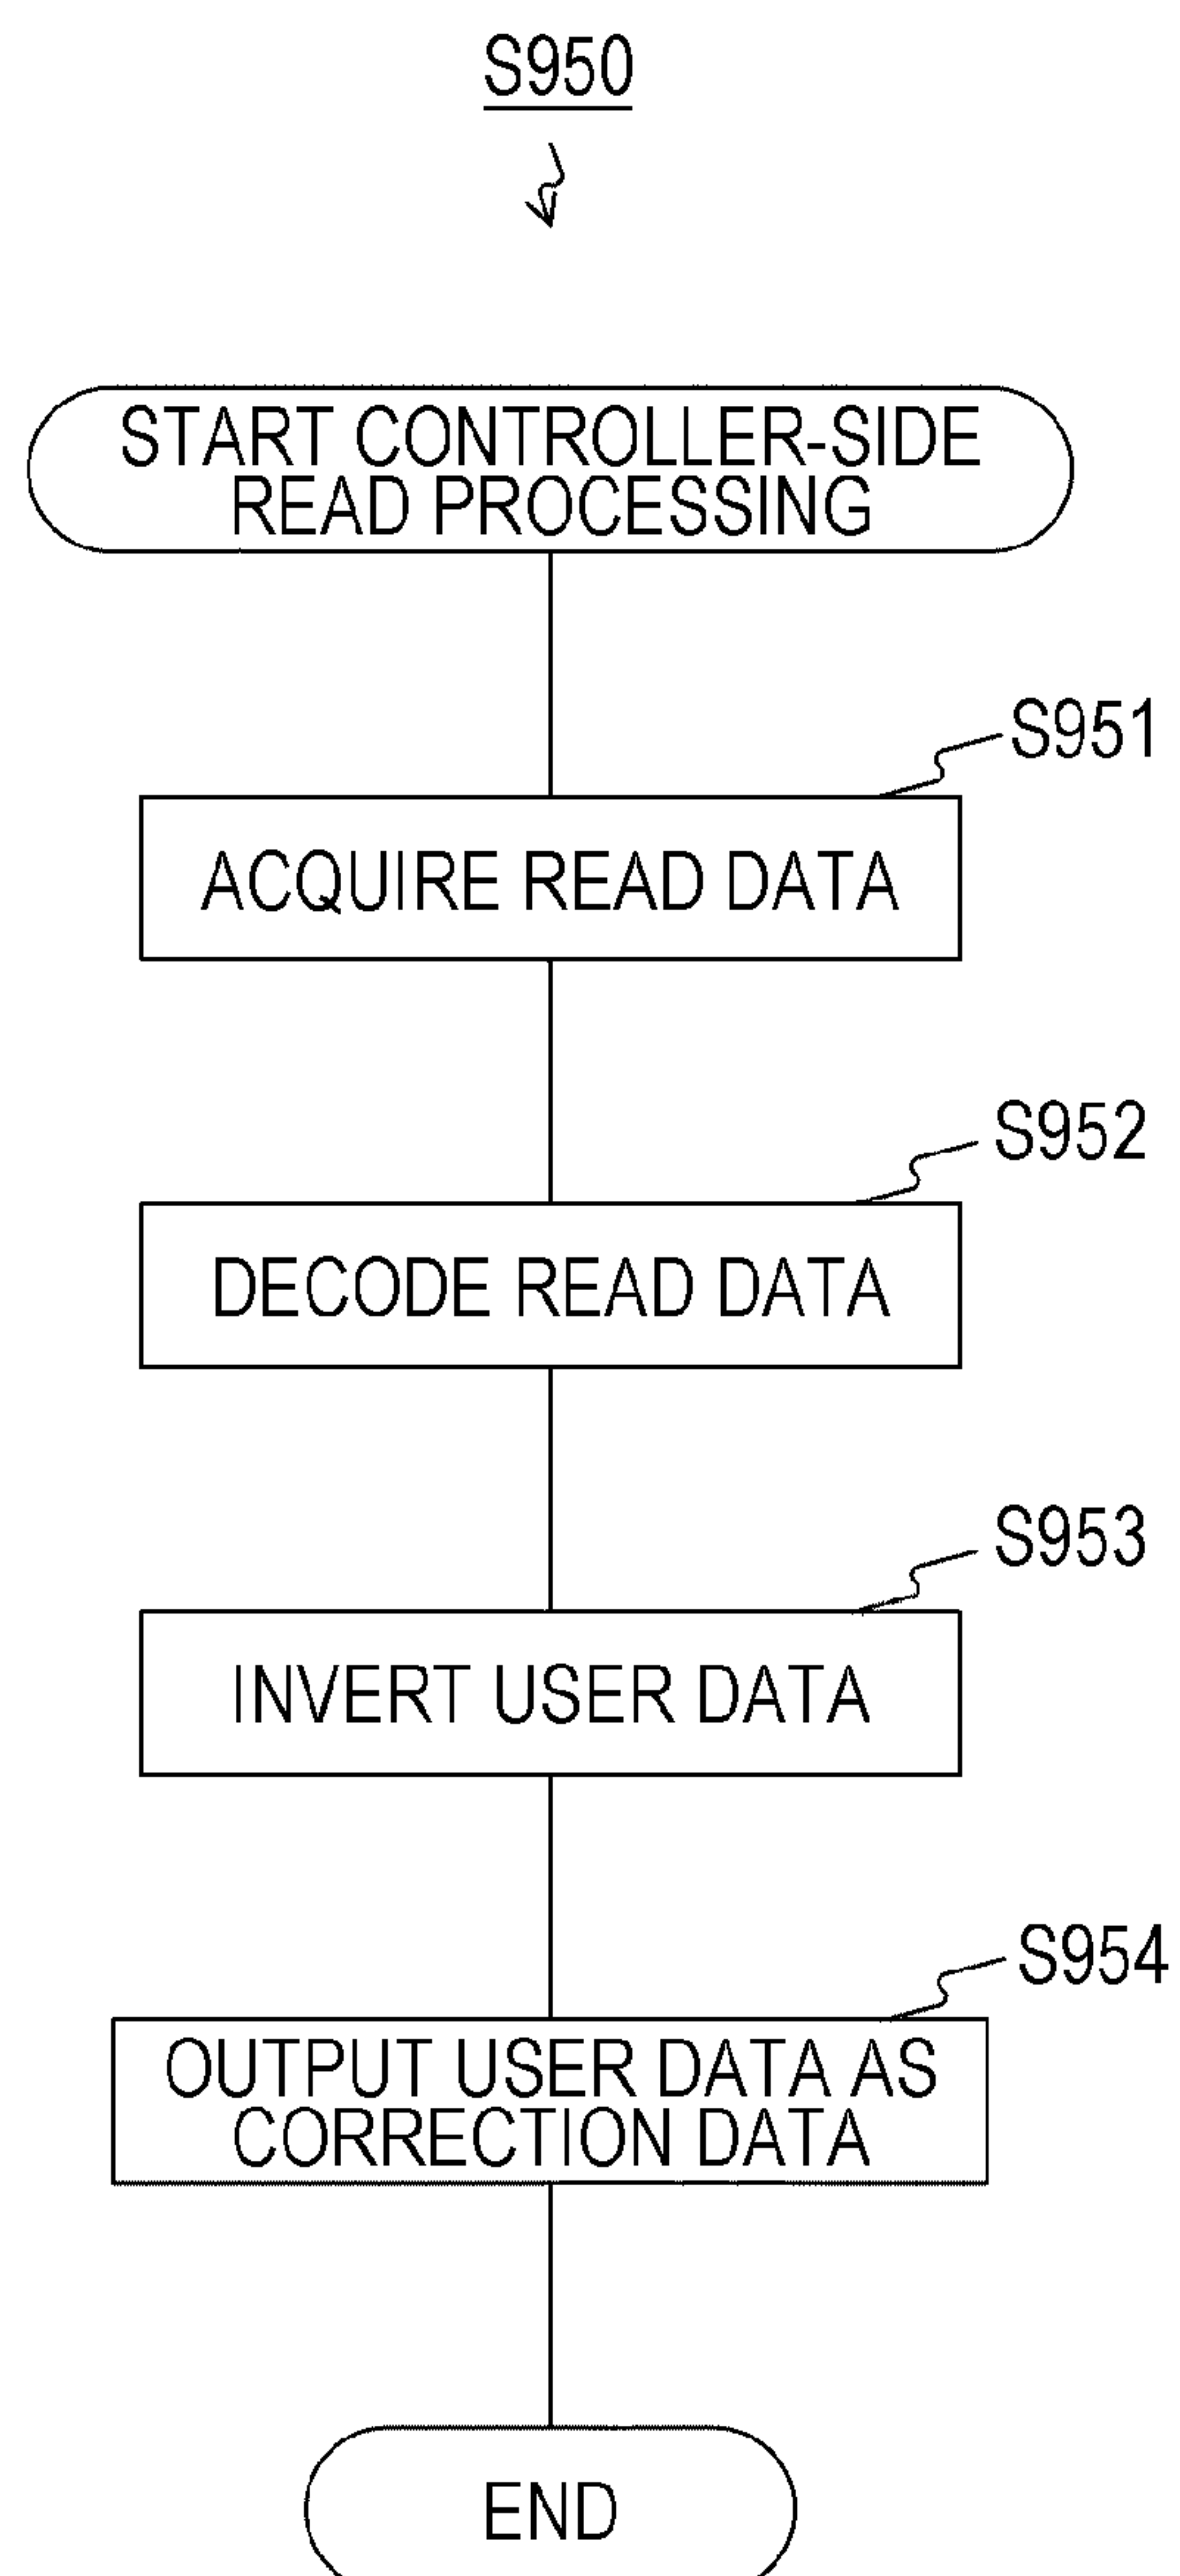 S950
START CONTROLLER-SIDE
READ PROCESSING
S951
ACQUIRE READ DATA
S952
DECODE READ DATA
S953
INVERT USER DATA
S954
OUTPUT USER DATA AS
CORRECTION DATA
END